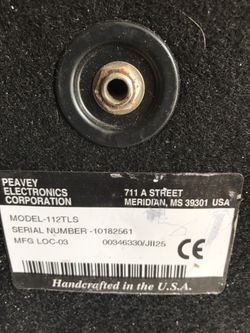 PEAVEY
ELECTRONICS
CORPORATION
711 A STREET
MERIDIAN, MS 39301 USA
MODEL-112TLS
SERIAL NUMBER -10182561
MFG LOC-03 00346330/JII25
CE
Handcrafted in the U.S.A.